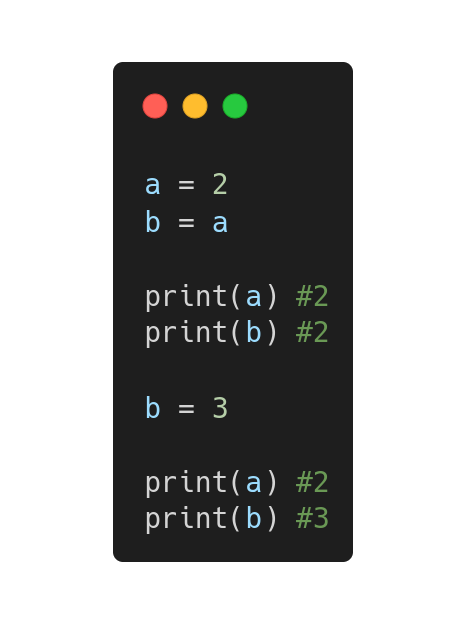 a = 2
b = a
print(a) #2
print(b) #2
b = 3
print(a) #2
print(b) #3